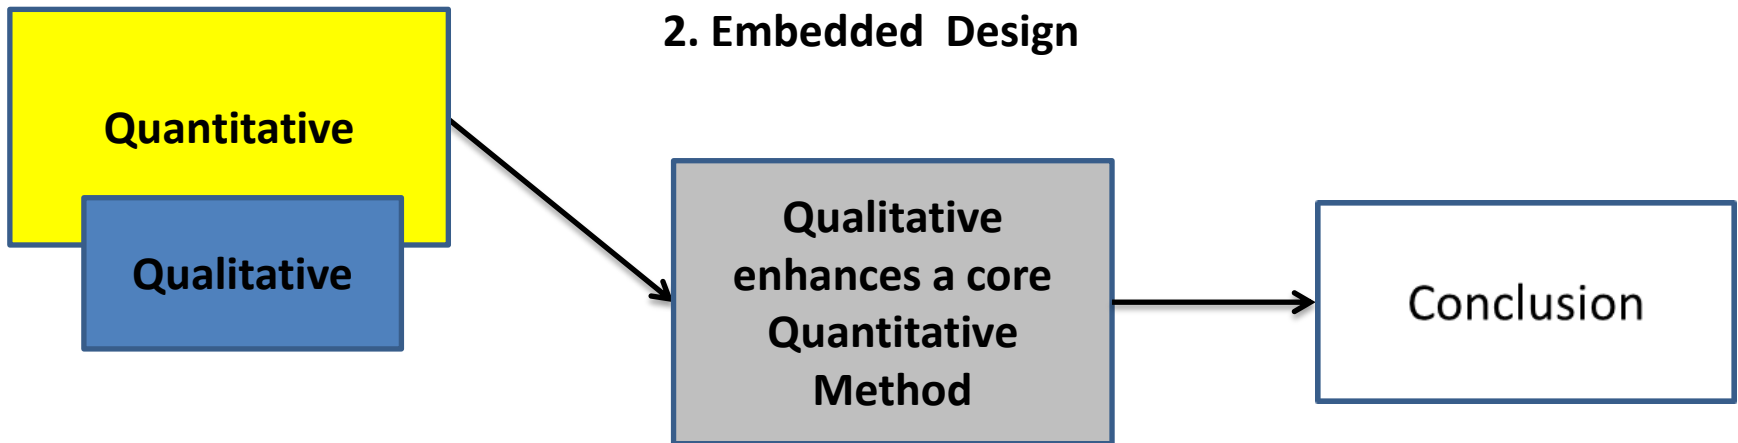 2. Embedded  Design
Quantitative
Qualitative
Qualitative
enhances a core
Quantitative
Method
Conclusion